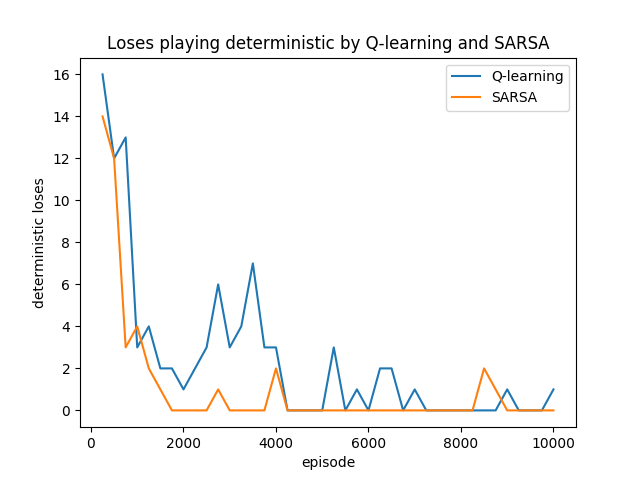 Loses playing deterministic by Q-learning and SARSA
Q-learning
SARSA
deterministic loses
16
14
12
10
8
6
4
2
0
0 2000 4000 6000 8000 10000
episode